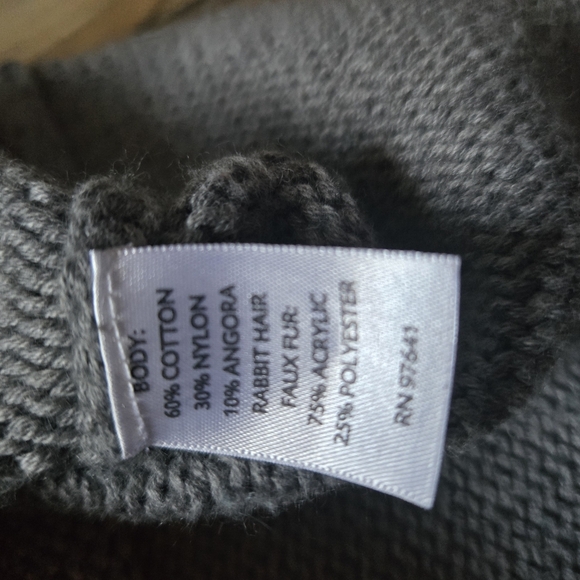 BODY:
60% COTTON
30% NYLON
10% ANGORA
RABBIT HAIR
FAUX FUR:
75% ACRYLIC
25% POLYESTER
RN 97641